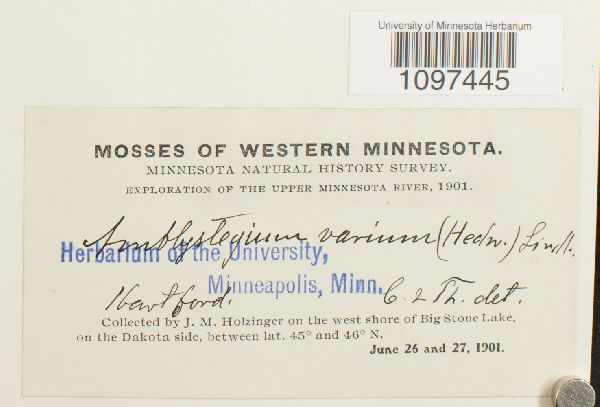 University of Minnesota Herbarium
1097445
MOSSES OF WESTERN MINNESOTA.
MINNESOTA NATURAL HISTORY SURVEY.
EXPLORATION OF THE UPPER MINNESOTA RIVER, 1901.
Amblystegium varium (Hedw.) Lindb.
Herbarium of the University,
Minneapolis, Minn.
Hartford. C. & Th. det.
Collected by J. M. Holzinger on the west shore of Big Stone Lake,
on the Dakota side, between lat. 45° and 46° N.
June 26 and 27, 1901.